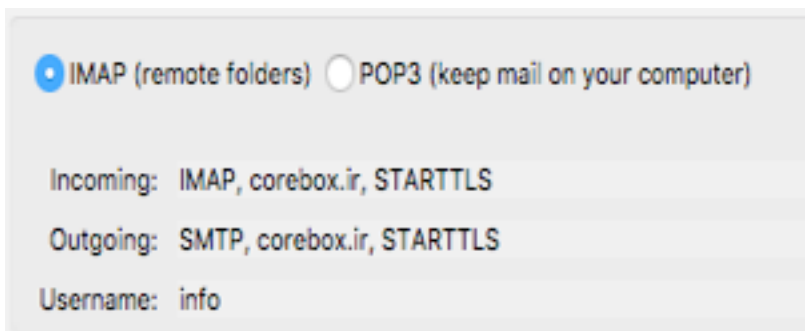 IMAP (remote folders) POP3 (keep mail on your computer)
Incoming: IMAP, corebox.ir, STARTTLS
Outgoing: SMTP, corebox.ir, STARTTLS
Username: info